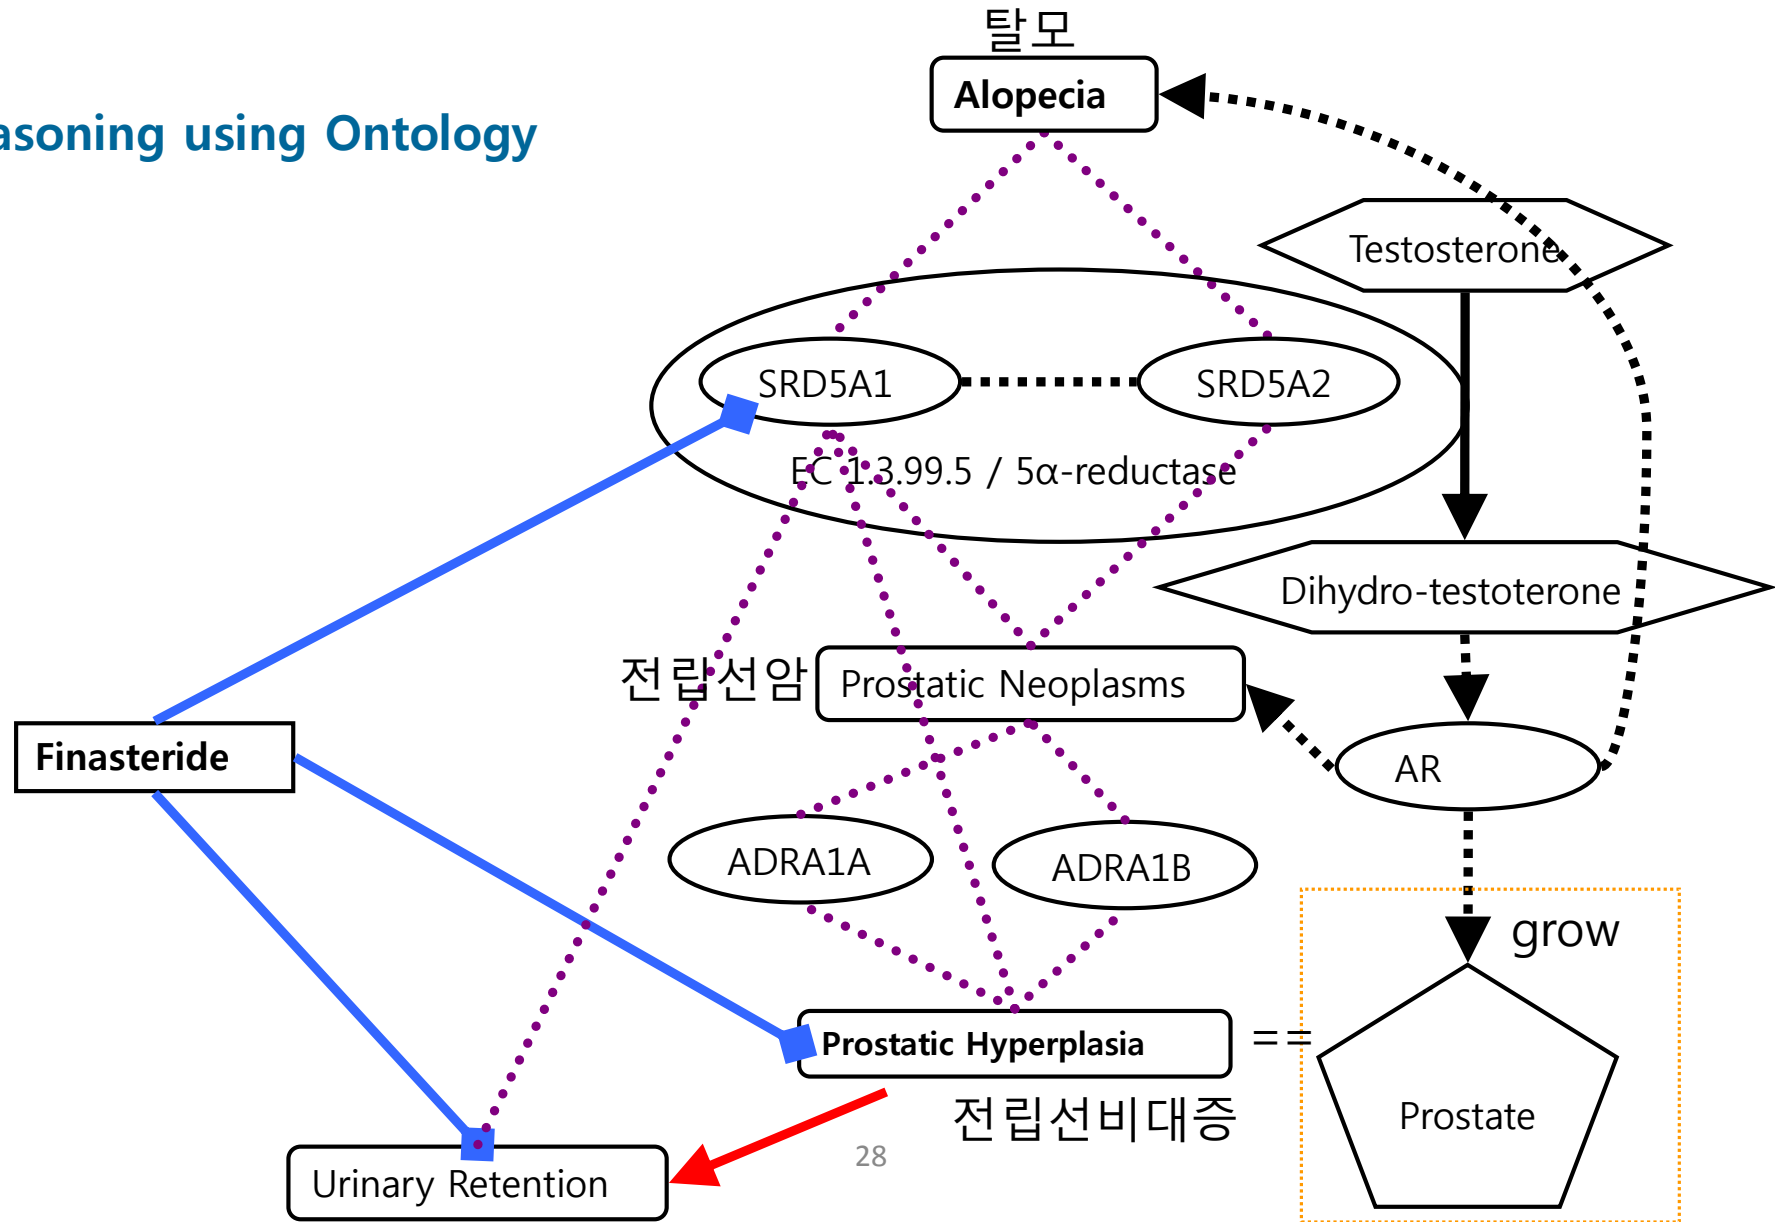 탈모
Alopecia
asoning using Ontology
Testosterone
SRD5A1
SRD5A2
EC 1.3.99.5 / 5α-reductase
Dihydro-testoterone
전립선암
Prostatic Neoplasms
Finasteride
AR
ADRA1A
ADRA1B
grow
Prostatic Hyperplasia
==
전립선비대증
Prostate
28
Urinary Retention